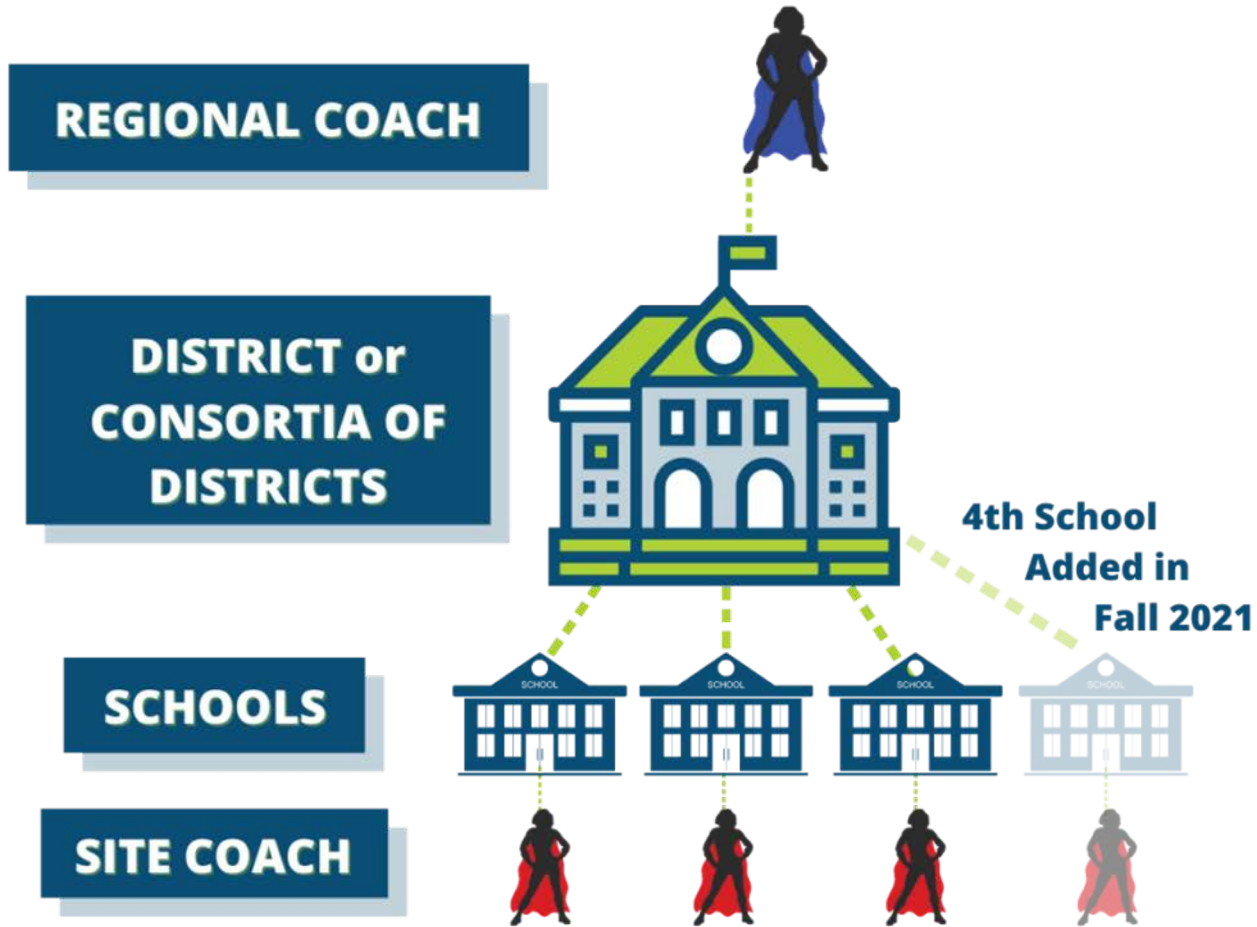 REGIONAL COACH
DISTRICT or
CONSORTIA OF
DISTRICTS
4th School
Added in
Fall 2021
SCHOOLS
SCHOOL
SCHOOL
SCHOOL
SCHOOL
SITE COACH